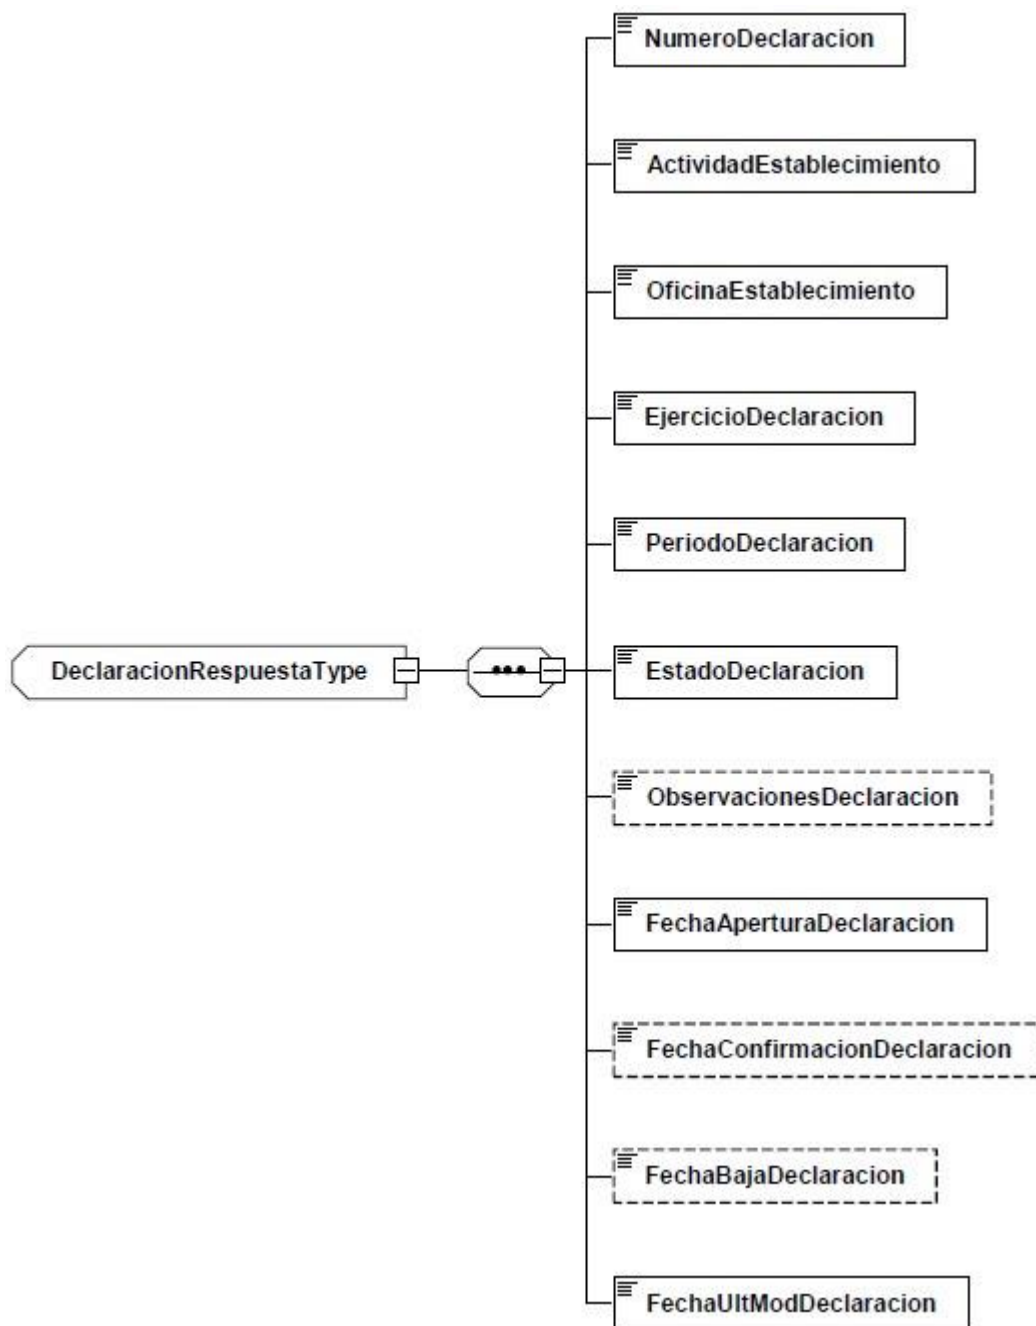 NumeroDeclaracion
ActividadEstablecimiento
OficinaEstablecimiento
EjercicioDeclaracion
PeriodoDeclaracion
DeclaracionRespuestaType
EstadoDeclaracion
ObservacionesDeclaracion
FechaAperturaDeclaracion
FechaConfirmacionDeclaracion
FechaBajaDeclaracion
FechaUltModDeclaracion